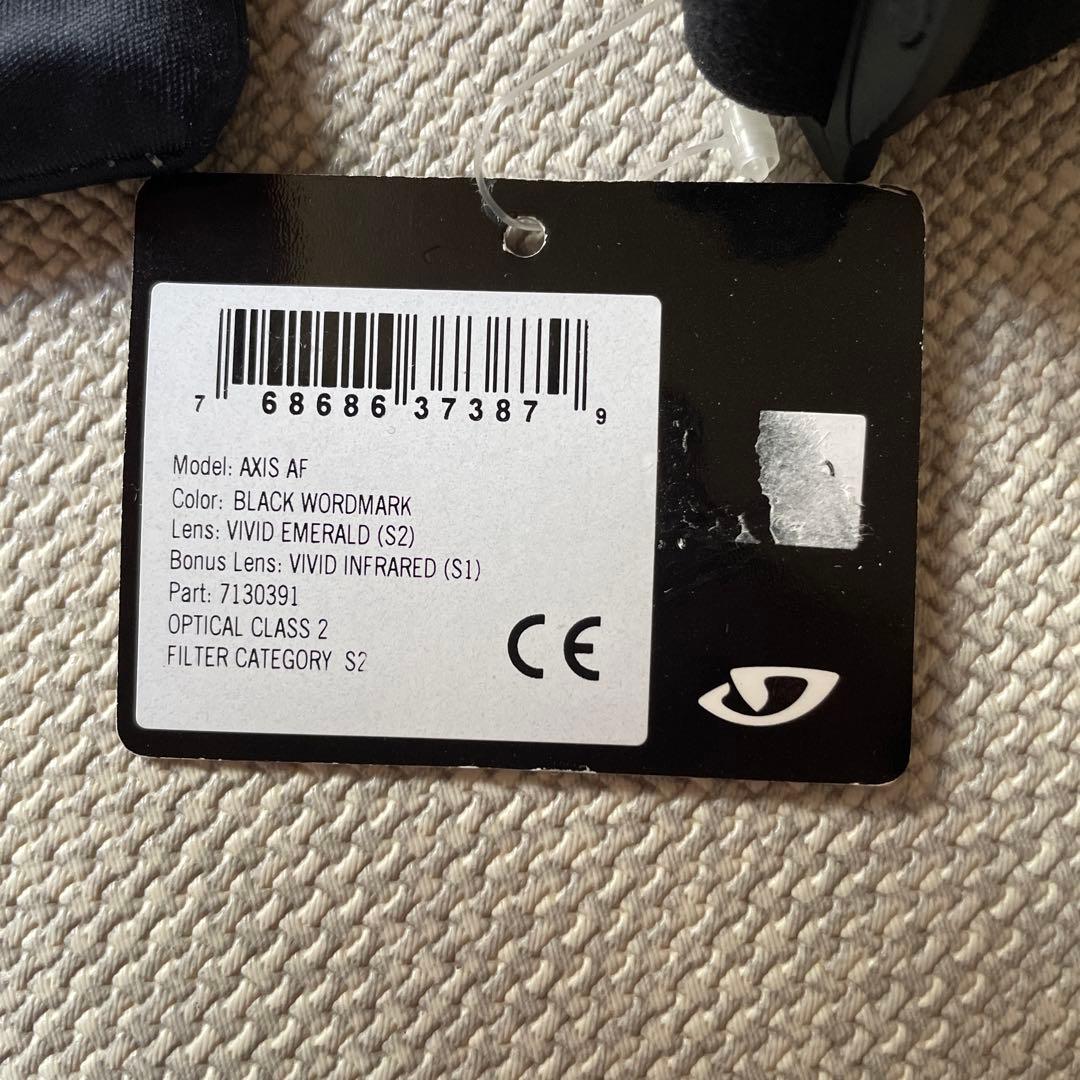 7 68686 37387 9
Model: AXIS AF
Color: BLACK WORDMARK
Lens: VIVID EMERALD (S2)
Bonus Lens: VIVID INFRARED (S1)
Part: 7130391
OPTICAL CLASS 2
FILTER CATEGORY S2
CE